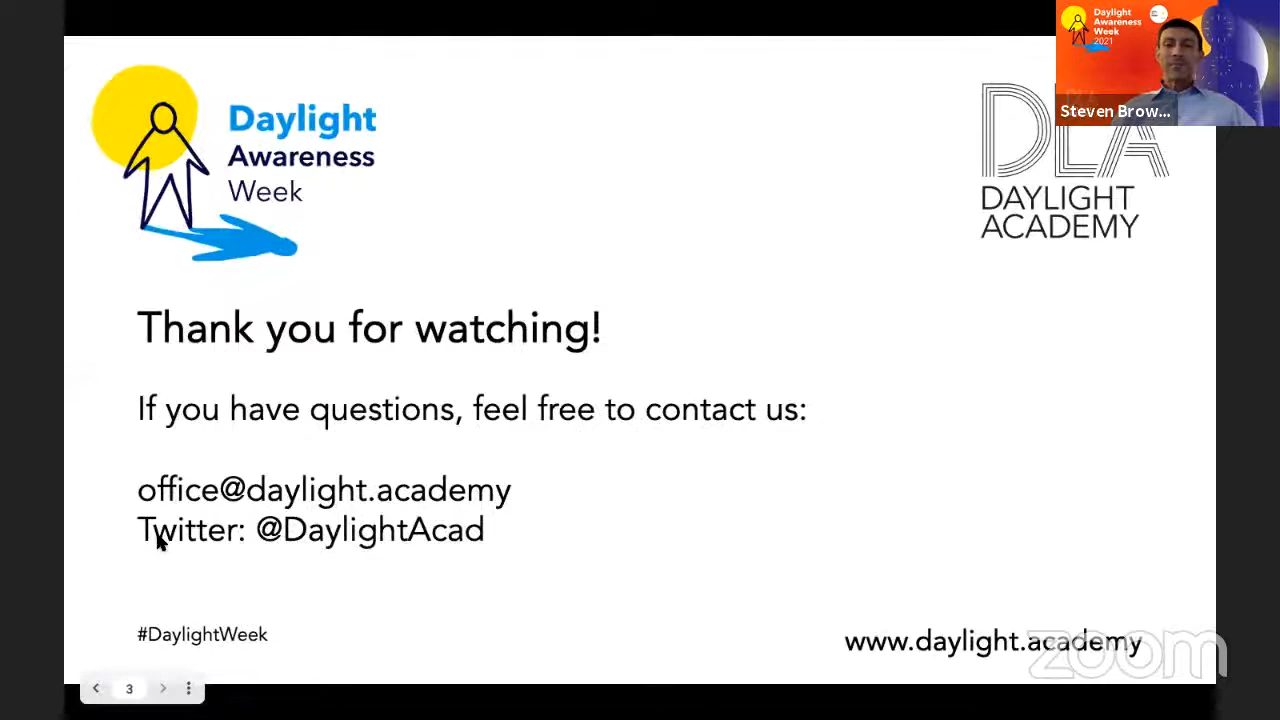 Daylight
Awareness
Week
2021
Steven Brow...
Daylight
Awareness
Week
DLA
DAYLIGHT
ACADEMY
Thank you for watching!
If you have questions, feel free to contact us:
office@daylight.academy
Twitter: @DaylightAcad
#DaylightWeek
www.daylight.academy
zoom
3